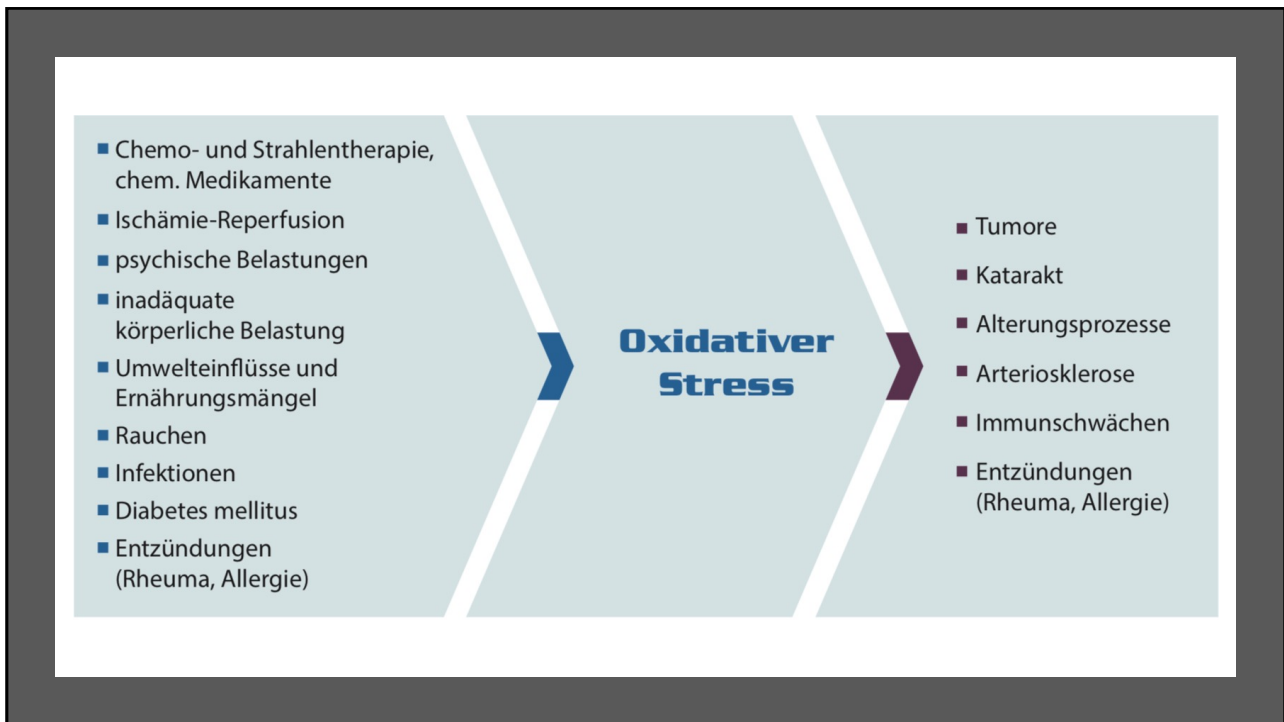 Chemo- und Strahlentherapie,
chem. Medikamente
Ischämie-Reperfusion
psychische Belastungen
inadäquate
körperliche Belastung
Umwelteinflüsse und
Ernährungsmängel
Rauchen
Infektionen
Diabetes mellitus
Entzündungen
(Rheuma, Allergie)
Oxidativer
Stress
Tumore
Katarakt
Alterungsprozesse
Arteriosklerose
Immunschwächen
Entzündungen
(Rheuma, Allergie)